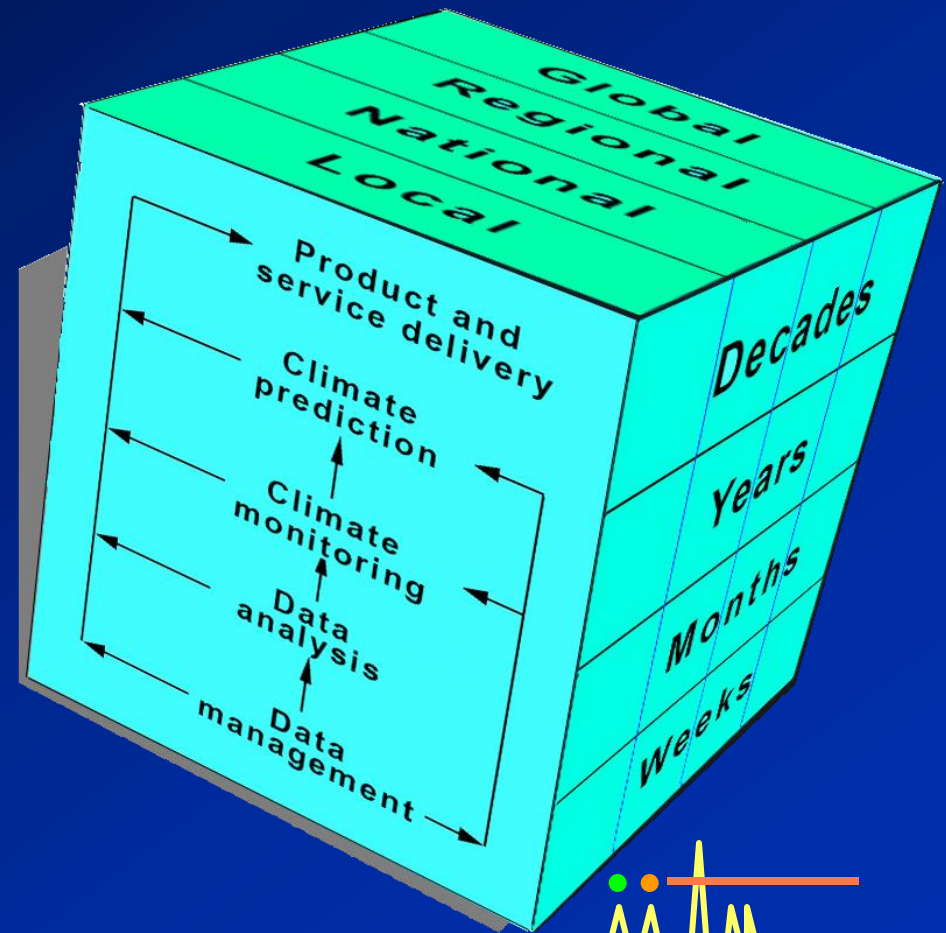 Global
Regional
National
Local
Product and
service delivery
Climate
prediction
Climate
monitoring
Data
analysis
Data
management
Decades
Years
Months
Weeks